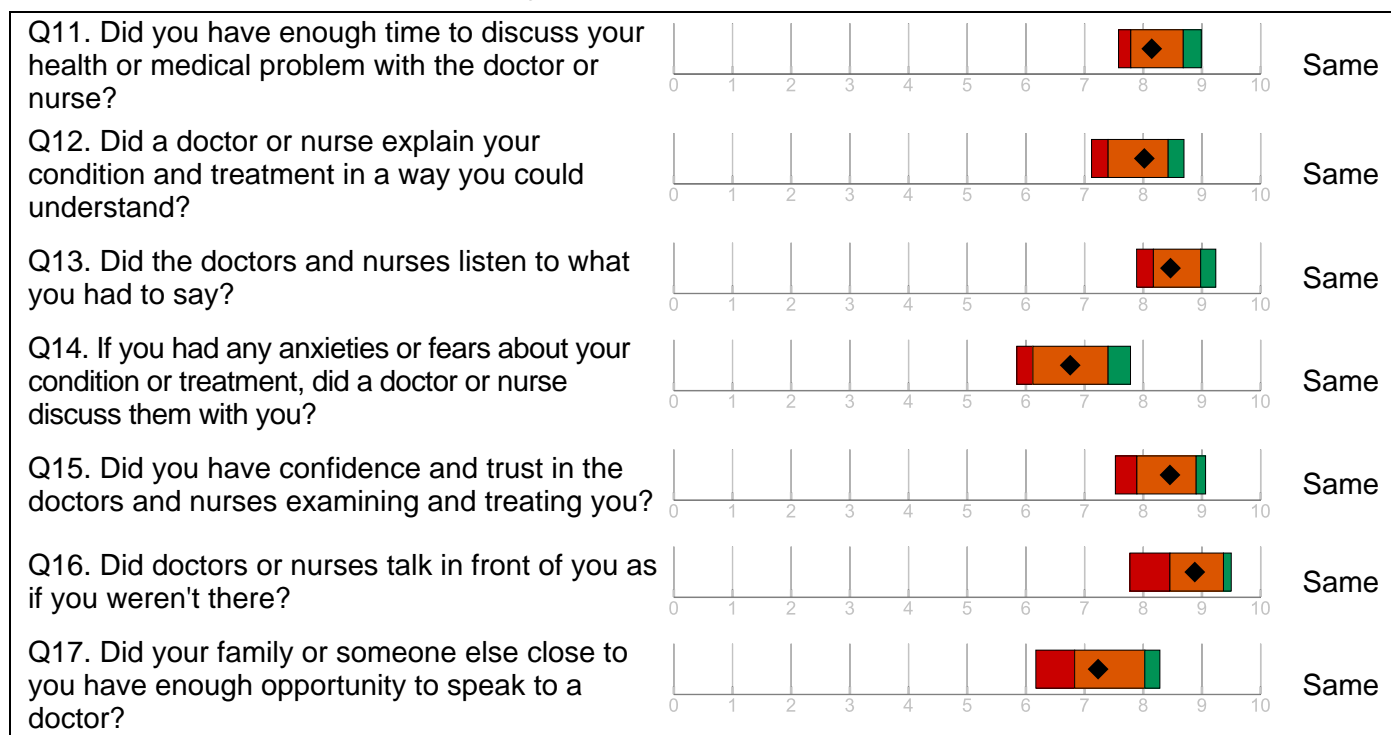 Q11. Did you have enough time to discuss your
health or medical problem with the doctor or
nurse?
0 1 2 3 4 5 6 7 8 9 10
Same
Q12. Did a doctor or nurse explain your
condition and treatment in a way you could
understand?
0 1 2 3 4 5 6 7 8 9 10
Same
Q13. Did the doctors and nurses listen to what
you had to say?
0 1 2 3 4 5 6 7 8 9 10
Same
Q14. If you had any anxieties or fears about your
condition or treatment, did a doctor or nurse
discuss them with you?
0 1 2 3 4 5 6 7 8 9 10
Same
Q15. Did you have confidence and trust in the
doctors and nurses examining and treating you?
0 1 2 3 4 5 6 7 8 9 10
Same
Q16. Did doctors or nurses talk in front of you as
if you weren't there?
0 1 2 3 4 5 6 7 8 9 10
Same
Q17. Did your family or someone else close to
you have enough opportunity to speak to a
doctor?
0 1 2 3 4 5 6 7 8 9 10
Same